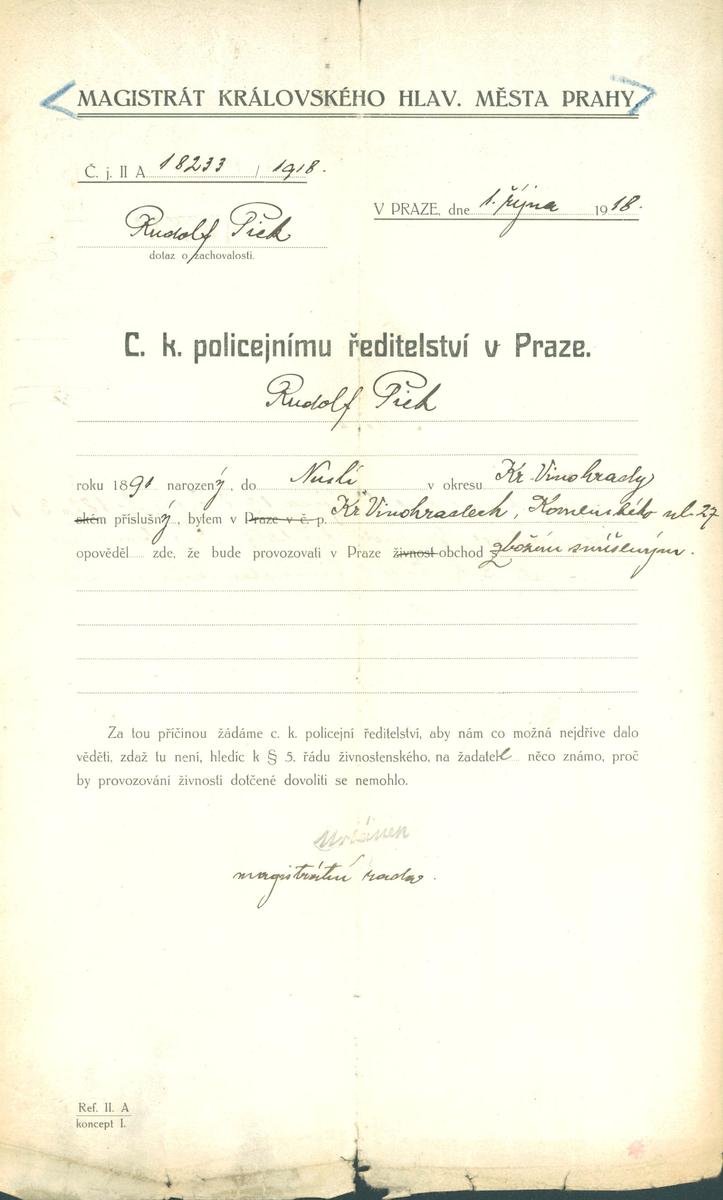 MAGISTRÁT KRÁLOVSKÉHO HLAV. MĚSTA PRAHY
Č. j. II A 18233 / 1918.
V PRAZE, dne 1. října 1918.
Rudolf Pick
dotaz o zachovalosti.
C. k. policejnímu ředitelství v Praze.
Rudolf Pick
roku 1891 narozený, do Nuslí v okresu Kr. Vinohrady
ském příslušný, bytem v Praze v č. p. Kr. Vinohradech, Komenského ul. 27
opověděl zde, že bude provozovati v Praze živnost obchod zbožím smíšeným.
Za tou příčinou žádáme c. k. policejní ředitelství, aby nám co možná nejdříve dalo
věděti, zdaž tu není, hledíc k § 5. řádu živnostenského, na žadatele něco známo, proč
by provozování živnosti dotčené dovoliti se nemohlo.
magistrátní rada.
Ref. II. A
koncept I.